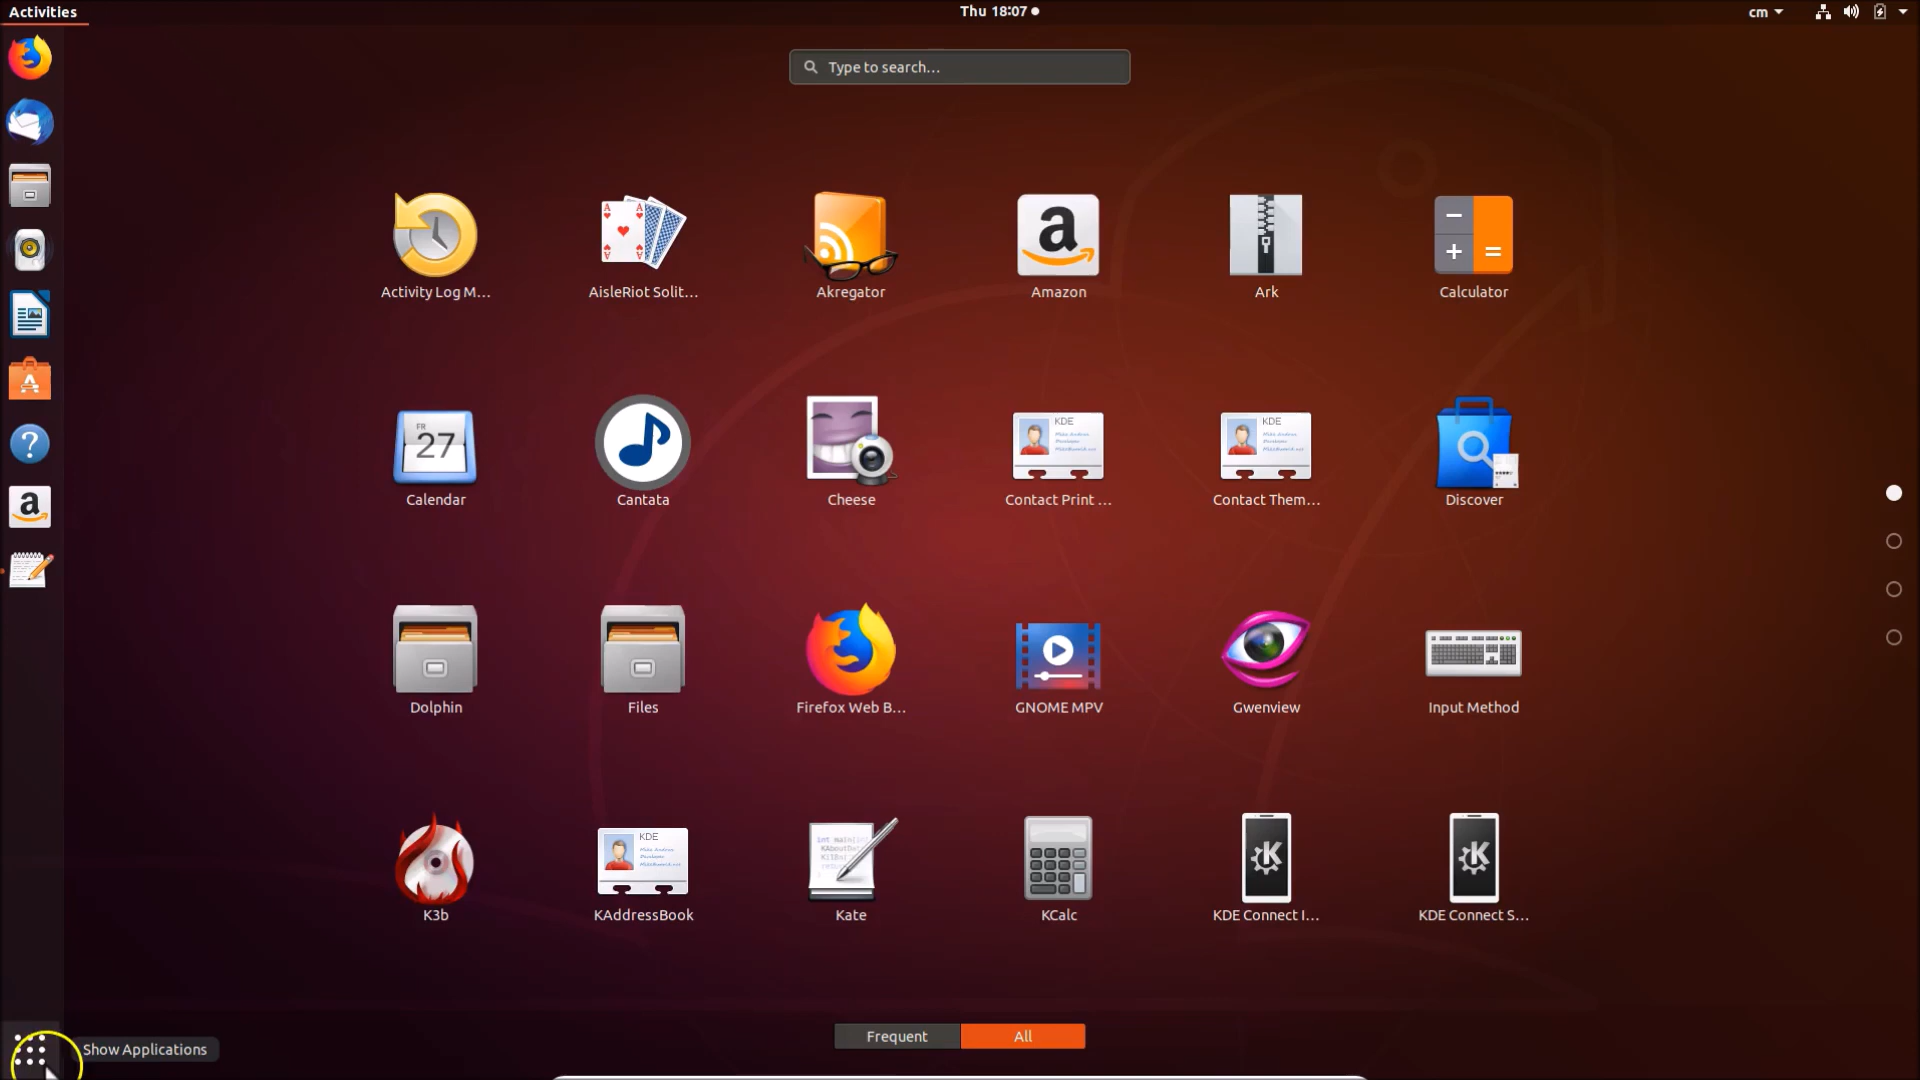 Activities
Thu 18:07
cm
Type to search...
Activity Log M...
AisleRiot Solit...
Akregator
Amazon
Ark
Calculator
FR
27
Calendar
Cantata
Cheese
KDE
Contact Print ...
KDE
Contact Them...
Discover
Dolphin
Files
Firefox Web B...
GNOME MPV
Gwenview
Input Method
K3b
KDE
KAddressBook
Kate
KCalc
KDE Connect I...
KDE Connect S...
Frequent
All
Show Applications